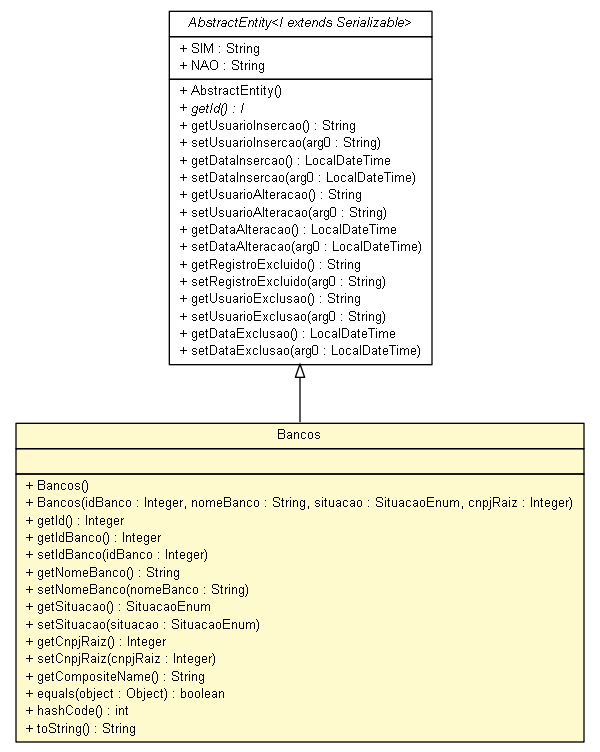 AbstractEntity<I extends Serializable>
+ SIM : String
+ NAO : String
+ AbstractEntity()
+ getId() : I
+ getUsuarioInsercao() : String
+ setUsuarioInsercao(arg0 : String)
+ getDataInsercao() : LocalDateTime
+ setDataInsercao(arg0 : LocalDateTime)
+ getUsuarioAlteracao() : String
+ setUsuarioAlteracao(arg0 : String)
+ getDataAlteracao() : LocalDateTime
+ setDataAlteracao(arg0 : LocalDateTime)
+ getRegistroExcluido() : String
+ setRegistroExcluido(arg0 : String)
+ getUsuarioExclusao() : String
+ setUsuarioExclusao(arg0 : String)
+ getDataExclusao() : LocalDateTime
+ setDataExclusao(arg0 : LocalDateTime)
Bancos
+ Bancos()
+ Bancos(idBanco : Integer, nomeBanco : String, situacao : SituacaoEnum, cnpjRaiz : Integer)
+ getId() : Integer
+ getIdBanco() : Integer
+ setIdBanco(idBanco : Integer)
+ getNomeBanco() : String
+ setNomeBanco(nomeBanco : String)
+ getSituacao() : SituacaoEnum
+ setSituacao(situacao : SituacaoEnum)
+ getCnpjRaiz() : Integer
+ setCnpjRaiz(cnpjRaiz : Integer)
+ getCompositeName() : String
+ equals(object : Object) : boolean
+ hashCode() : int
+ toString() : String